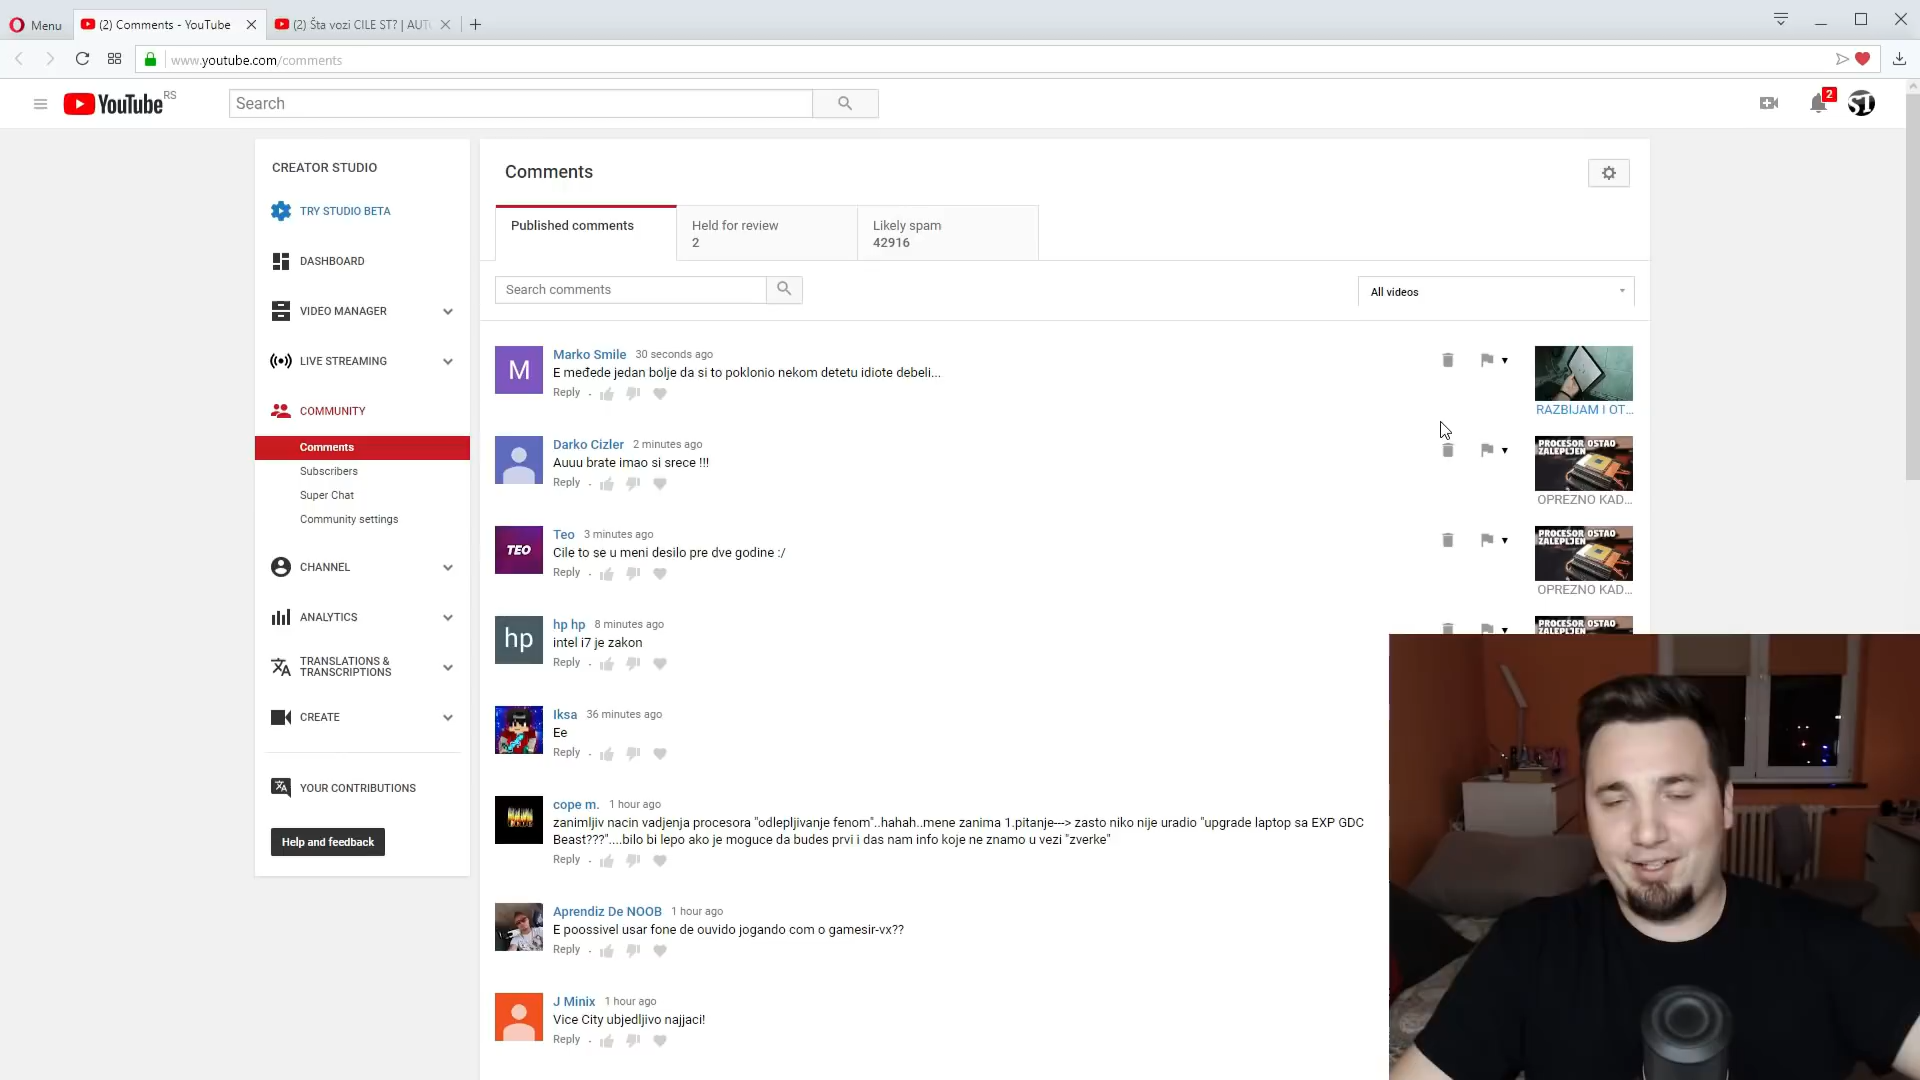 Menu
(2) Comments - YouTube
(2) Šta vozi CILE ST? | AUT
www.youtube.com/comments
YouTube RS
Search
2
ST
CREATOR STUDIO
TRY STUDIO BETA
DASHBOARD
VIDEO MANAGER
LIVE STREAMING
COMMUNITY
Comments
Subscribers
Super Chat
Community settings
CHANNEL
ANALYTICS
TRANSLATIONS &
TRANSCRIPTIONS
CREATE
YOUR CONTRIBUTIONS
Help and feedback
Comments
Published comments
Held for review
2
Likely spam
42916
Search comments
All videos
M
Marko Smile 30 seconds ago
E međede jedan bolje da si to poklonio nekom detetu idiote debeli...
Reply
RAZBIJAM I OT...
Darko Cizler 2 minutes ago
Auuu brate imao si srece !!!
Reply
PROCESOR OSTAO
ZALEPLJEN
OPREZNO KAD...
TEO
Teo 3 minutes ago
Cile to se u meni desilo pre dve godine :/
Reply
PROCESOR OSTAO
ZALEPLJEN
OPREZNO KAD...
hp
hp hp 8 minutes ago
intel i7 je zakon
Reply
PROCESOR OSTAO
Iksa 36 minutes ago
Ee
Reply
cope m. 1 hour ago
zanimljiv nacin vadjenja procesora "odlepljivanje fenom"..hahah..mene zanima 1.pitanje---> zasto niko nije uradio "upgrade laptop sa EXP GDC
Beast???"....bilo bi lepo ako je moguce da budes prvi i das nam info koje ne znamo u vezi "zverke"
Reply
Aprendiz De NOOB 1 hour ago
E poossivel usar fone de ouvido jogando com o gamesir-vx??
Reply
J Minix 1 hour ago
Vice City ubjedljivo najjaci!
Reply